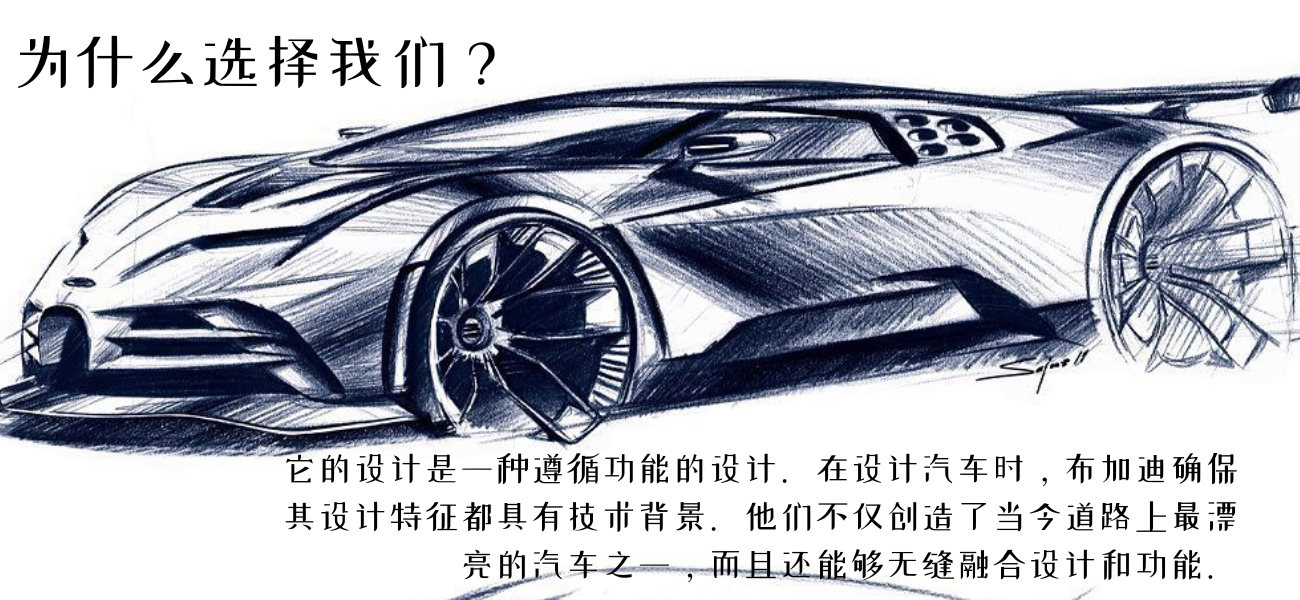 为什么选择我们？
它的设计是一种遵循功能的设计. 在设计汽车时，布加迪确保
其设计特征都具有技术背景. 他们不仅创造了当今道路上最漂
亮的汽车之一，而且还能够无缝融合设计和功能.